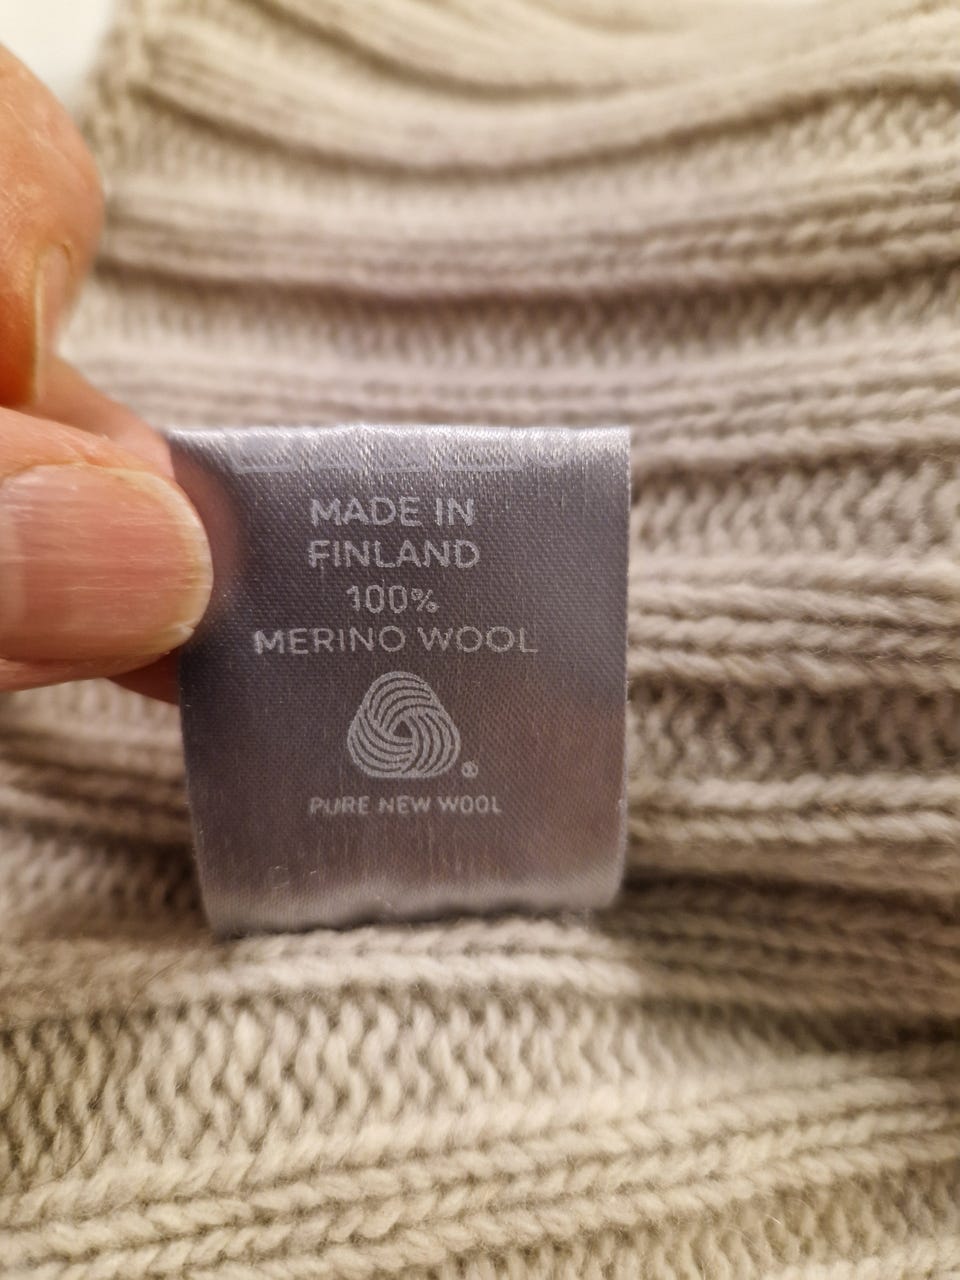 MADE IN
FINLAND
100%
MERINO WOOL
®
PURE NEW WOOL